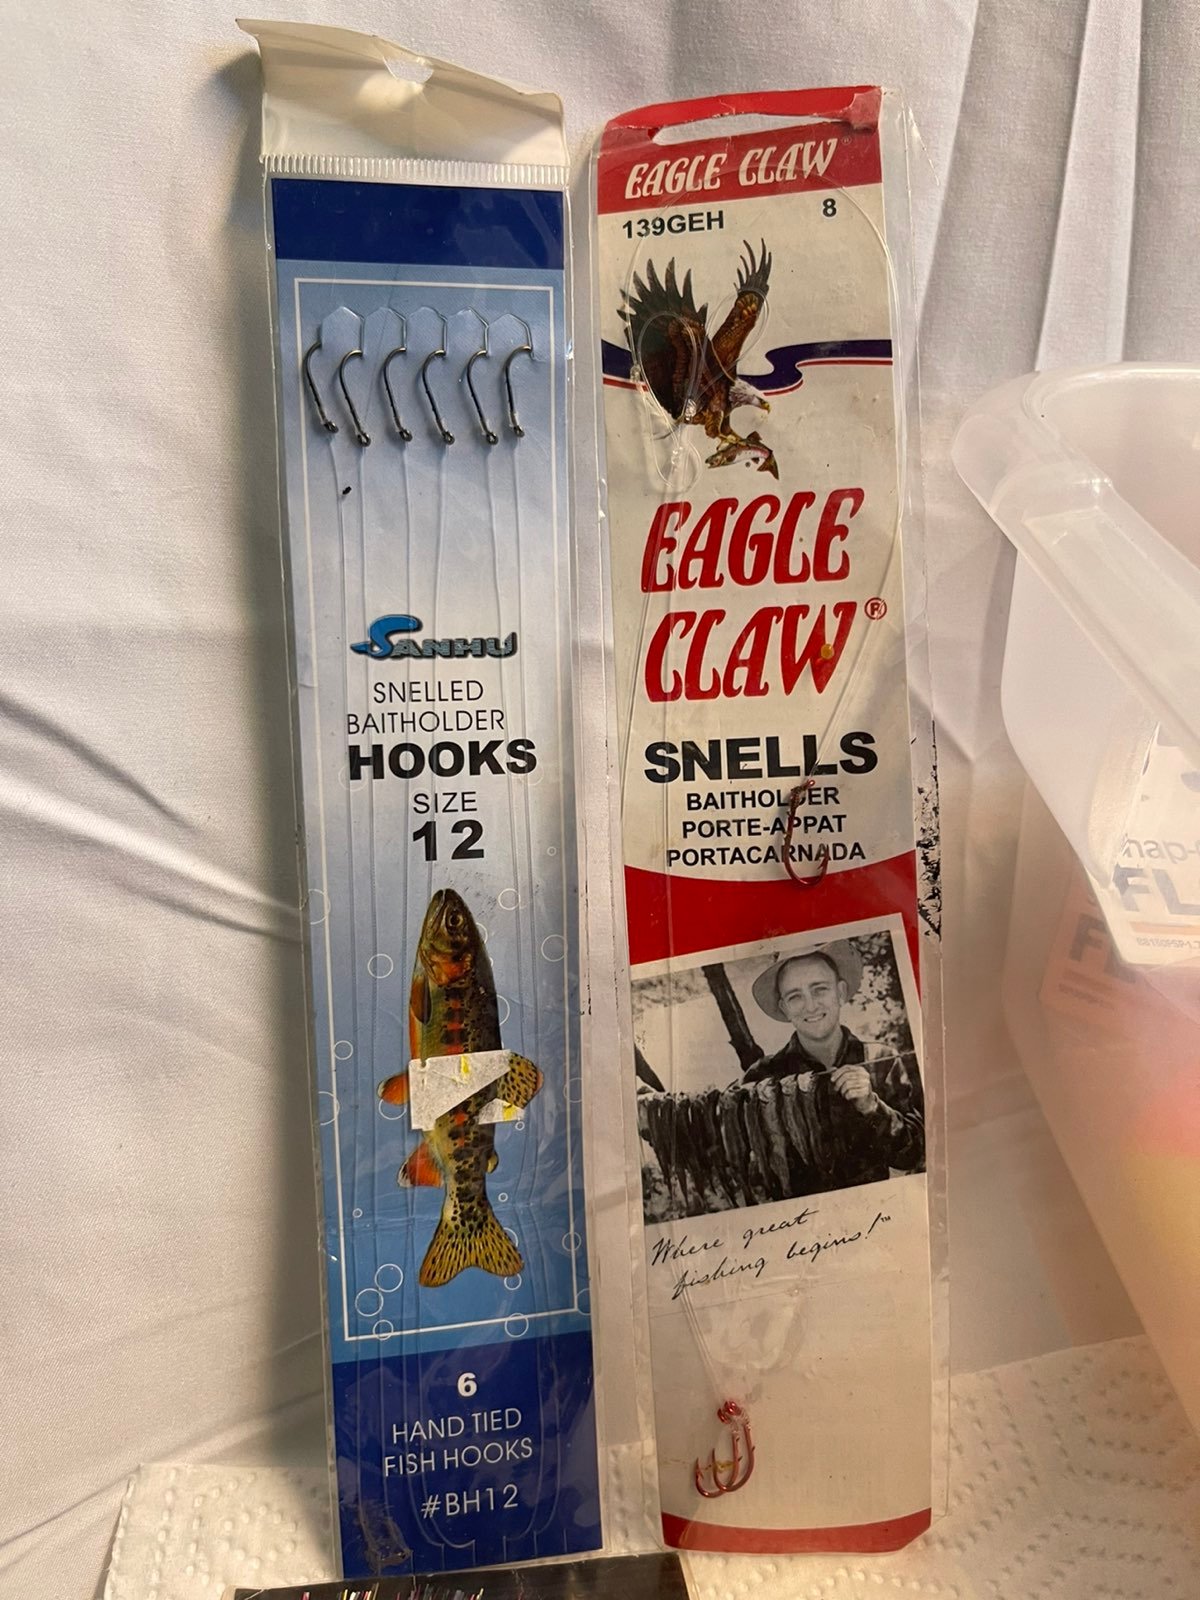 SANHU
SNELLED
BAITHOLDER
HOOKS
SIZE
12
6
HAND TIED
FISH HOOKS
#BH12
EAGLE CLAW®
139GEH 8
EAGLE
CLAW®
SNELLS
BAITHOLDER
PORTE-APPAT
PORTACARNADA
Where great
fishing begins!™